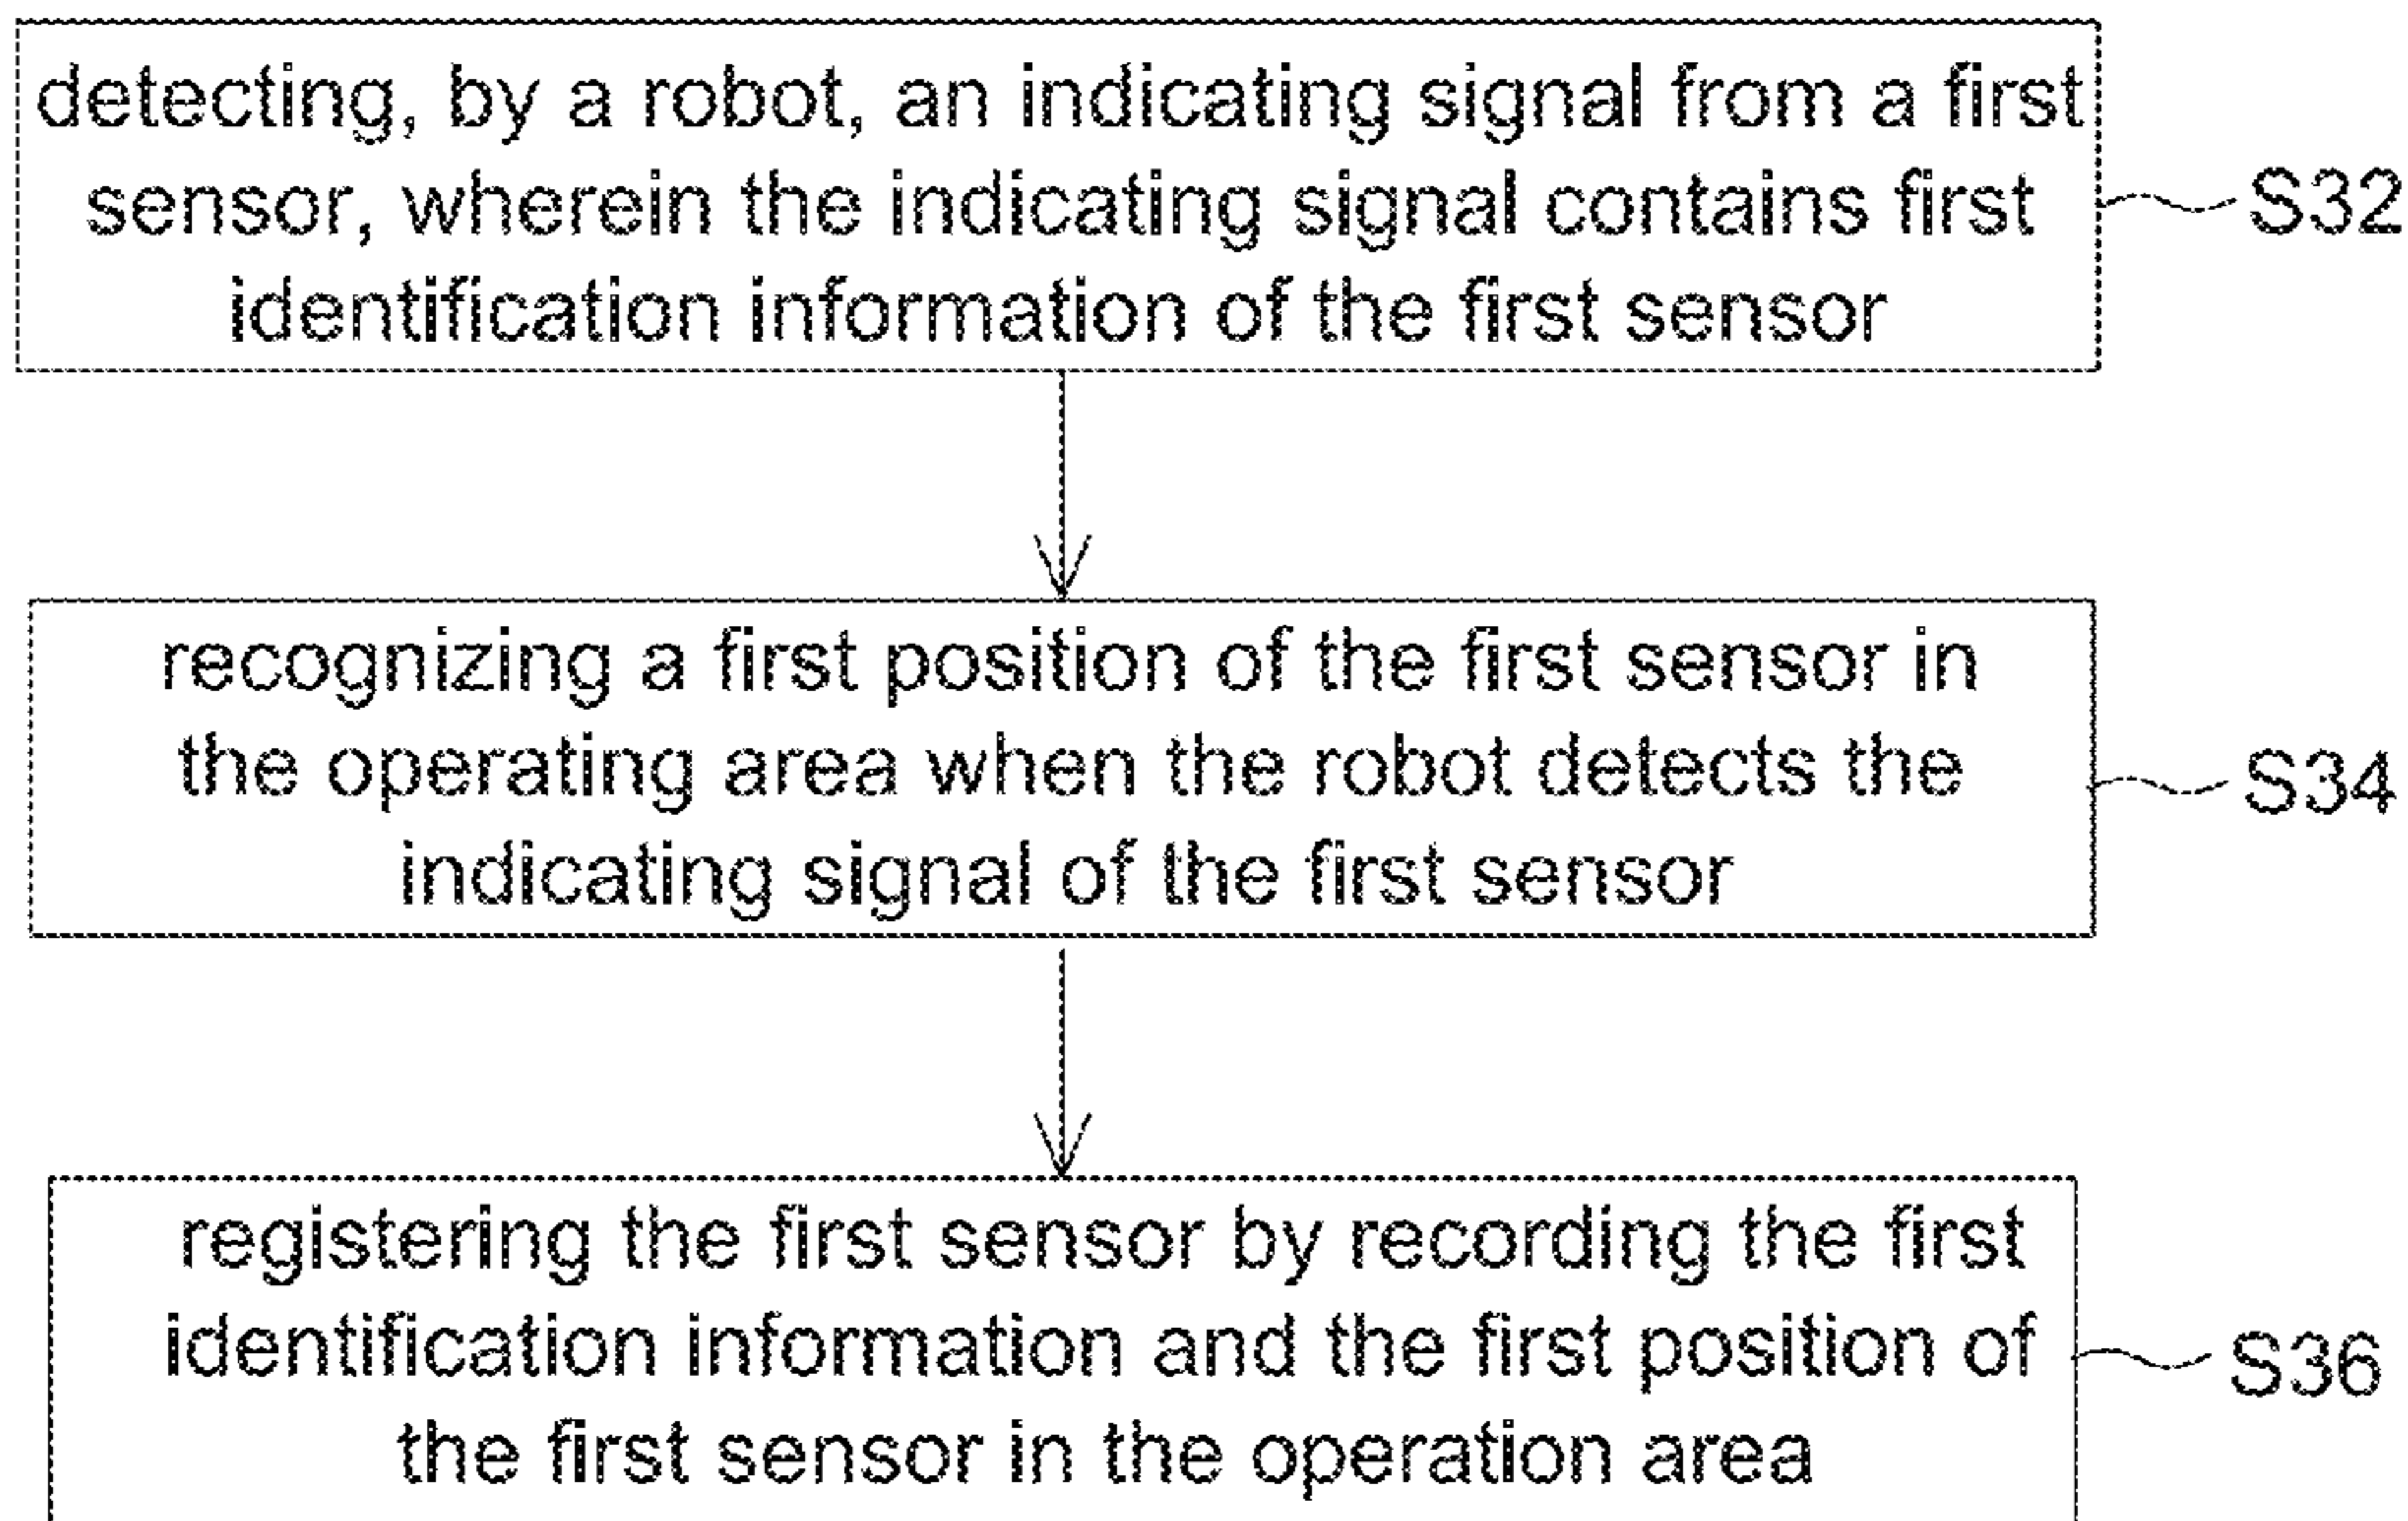 detecting, by a robot, an indicating signal from a first
sensor, wherein the indicating signal contains first
identification information of the first sensor
S32
recognizing a first position of the first sensor in
the operating area when the robot detects the
indicating signal of the first sensor
S34
registering the first sensor by recording the first
identification information and the first position of
the first sensor in the operation area
S36